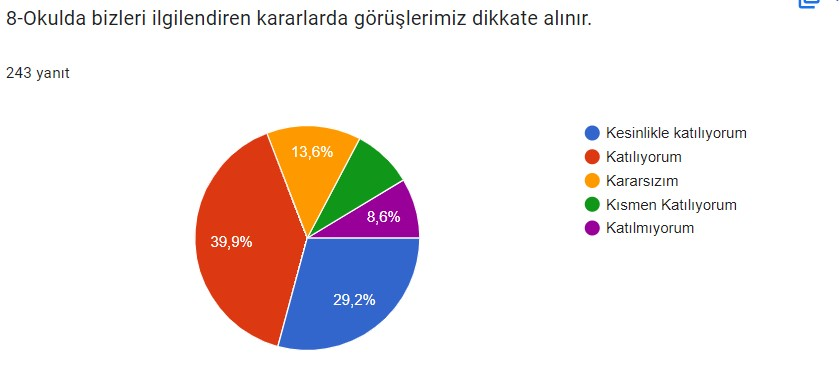 8-Okulda bizleri ilgilendiren kararlarda görüşlerimiz dikkate alınır.
243 yanıt
13,6%
8,6%
39,9%
29,2%
Kesinlikle katılıyorum
Katılıyorum
Kararsızım
Kısmen Katılıyorum
Katılmıyorum